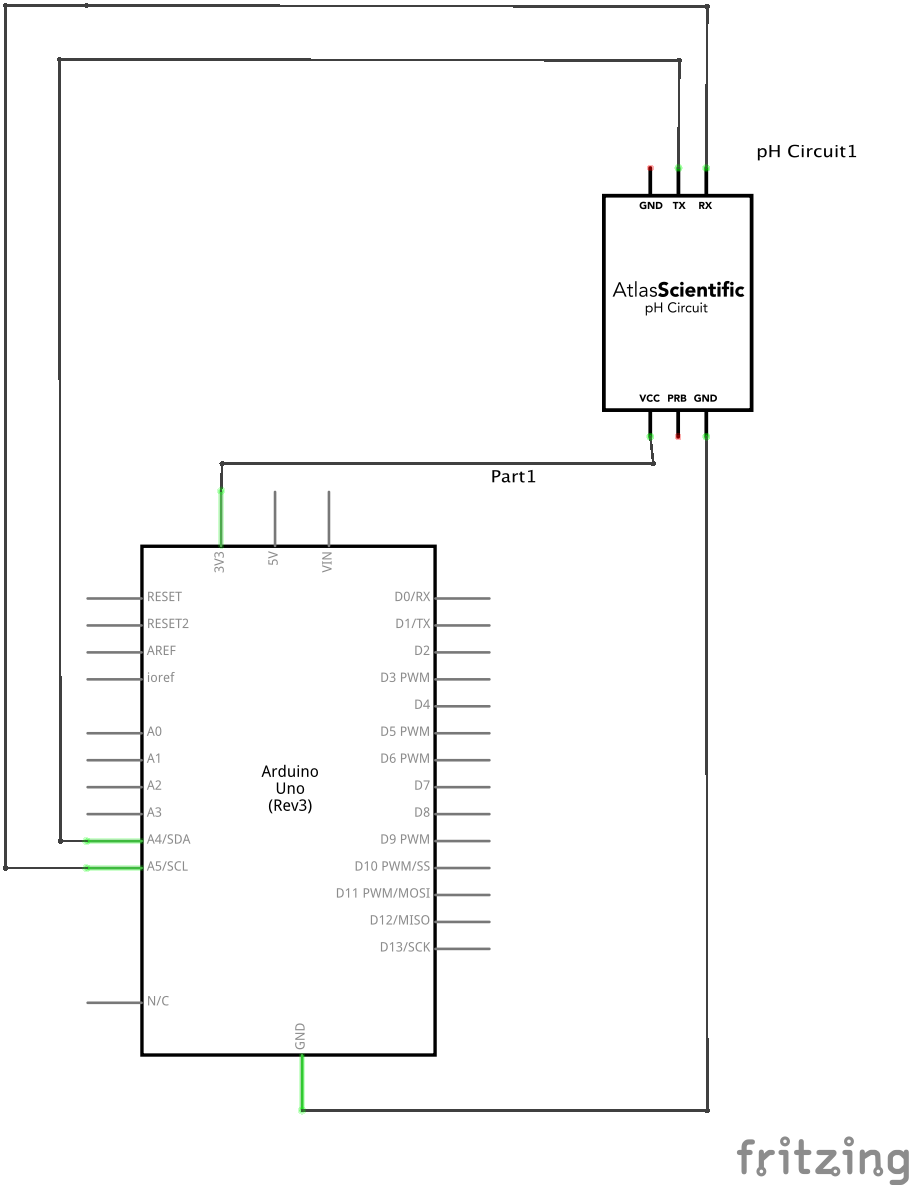 pH Circuit1
GND TX RX
AtlasScientific
pH Circuit
VCC PRB GND
Part1
3V3 5V VIN
RESET D0/RX
RESET2 D1/TX
AREF D2
ioref D3 PWM
D4
A0 D5 PWM
A1 D6 PWM
Arduino
Uno
(Rev3)
A2 D7
A3 D8
A4/SDA D9 PWM
A5/SCL D10 PWM/SS
D11 PWM/MOSI
D12/MISO
D13/SCK
N/C
GND
fritzing